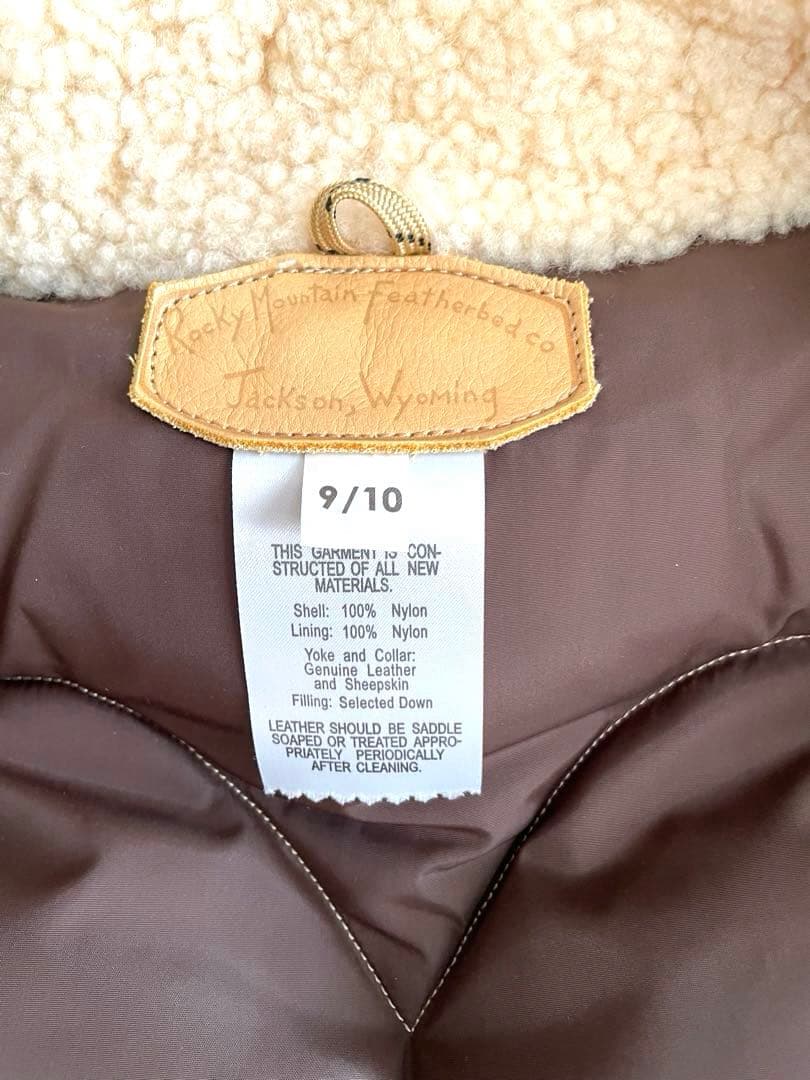 Rocky Mountain Featherbed.co
Jackson, Wyoming
9/10
THIS GARMENT IS CON-
STRUCTED OF ALL NEW
MATERIALS.
Shell: 100% Nylon
Lining: 100% Nylon
Yoke and Collar:
Genuine Leather
and Sheepskin
Filling: Selected Down
LEATHER SHOULD BE SADDLE
SOAPED OR TREATED APPRO-
PRIATELY PERIODICALLY
AFTER CLEANING.